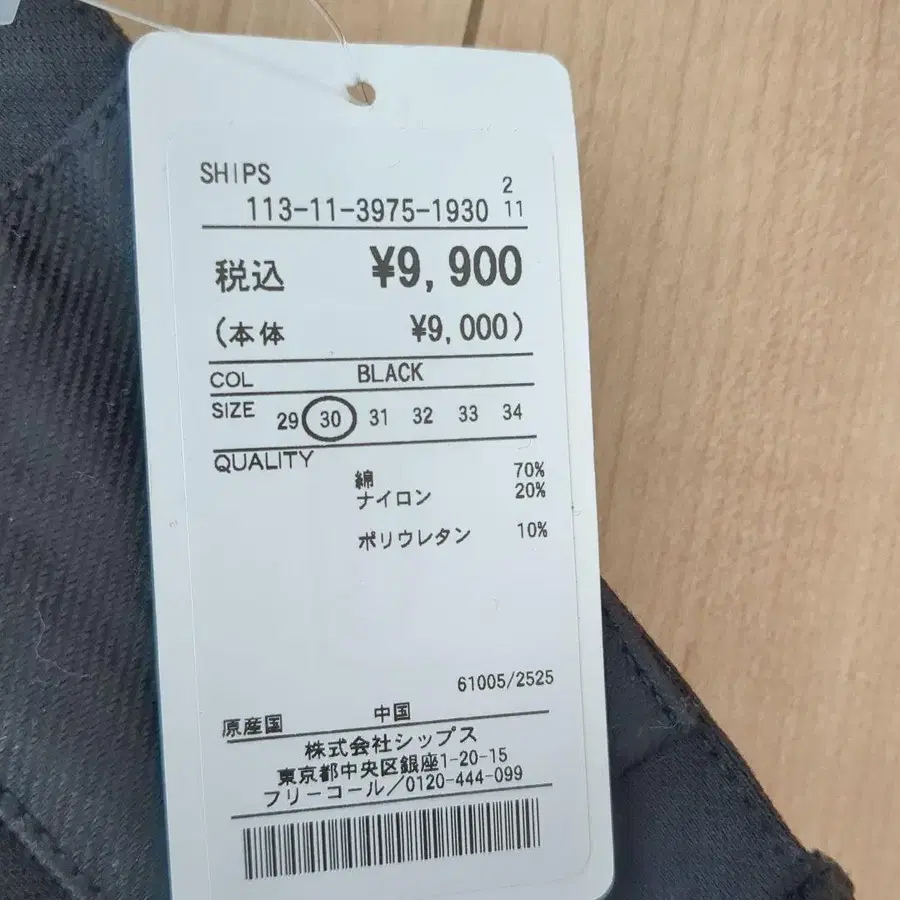 SHIPS
113-11-3975-1930 2 11
税込 ¥9,900
(本体 ¥9,000)
COL BLACK
SIZE 29 30 31 32 33 34
QUALITY
綿 70%
ナイロン 20%
ポリウレタン 10%
61005/2525
原産国 中国
株式会社シップス
東京都中央区銀座1-20-15
フリーコール/0120-444-099